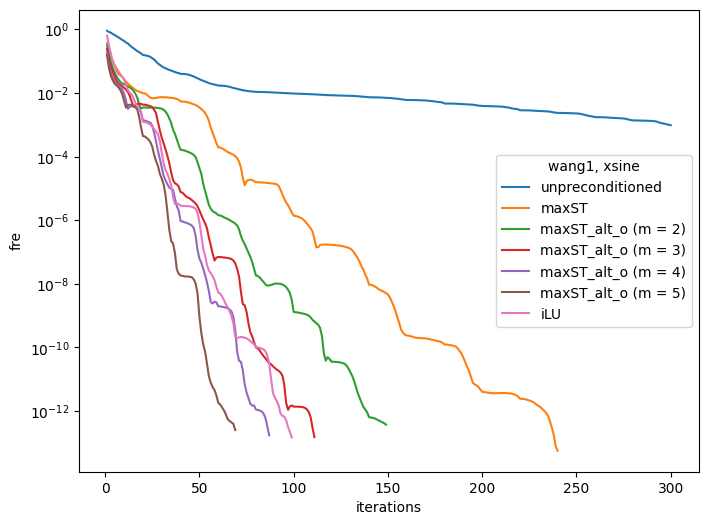 10^0
10^−2
10^−4
10^−6
10^−8
10^−10
10^−12
fre
wang1, xsine
unpreconditioned
maxST
maxST_alt_o (m = 2)
maxST_alt_o (m = 3)
maxST_alt_o (m = 4)
maxST_alt_o (m = 5)
iLU
0 50 100 150 200 250 300
iterations